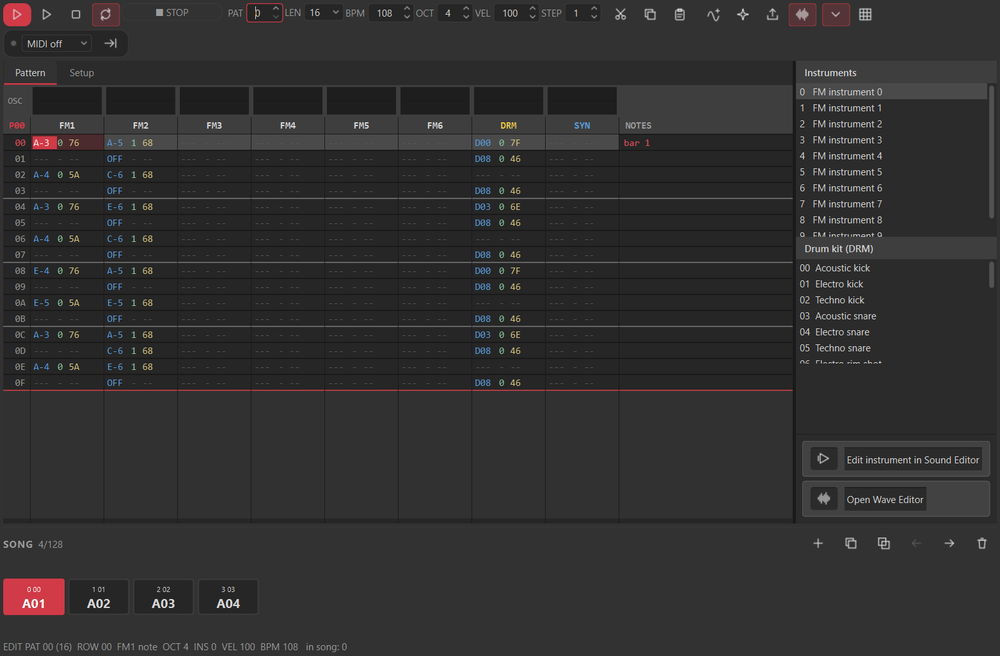 STOP PAT 0 LEN 16 BPM 108 OCT 4 VEL 100 STEP 1
MIDI off
Pattern Setup
OSC
P00 FM1 FM2 FM3 FM4 FM5 FM6 DRM SYN NOTES
00 A-3 0 76 A-5 1 68 --- - -- --- - -- --- - -- --- - -- D00 0 7F --- - -- bar 1
01 --- - -- OFF - -- --- - -- --- - -- --- - -- --- - -- D08 0 46 --- - --
02 A-4 0 5A C-6 1 68 --- - -- --- - -- --- - -- --- - -- --- - -- --- - --
03 --- - -- OFF - -- --- - -- --- - -- --- - -- --- - -- D08 0 46 --- - --
04 A-3 0 76 E-6 1 68 --- - -- --- - -- --- - -- --- - -- D03 0 6E --- - --
05 --- - -- OFF - -- --- - -- --- - -- --- - -- --- - -- D08 0 46 --- - --
06 A-4 0 5A C-6 1 68 --- - -- --- - -- --- - -- --- - -- --- - -- --- - --
07 --- - -- OFF - -- --- - -- --- - -- --- - -- --- - -- D08 0 46 --- - --
08 E-4 0 76 A-5 1 68 --- - -- --- - -- --- - -- --- - -- D00 0 7F --- - --
09 --- - -- OFF - -- --- - -- --- - -- --- - -- --- - -- D08 0 46 --- - --
0A E-5 0 5A E-5 1 68 --- - -- --- - -- --- - -- --- - -- --- - -- --- - --
0B --- - -- OFF - -- --- - -- --- - -- --- - -- --- - -- D08 0 46 --- - --
0C A-3 0 76 A-5 1 68 --- - -- --- - -- --- - -- --- - -- D03 0 6E --- - --
0D --- - -- C-6 1 68 --- - -- --- - -- --- - -- --- - -- D08 0 46 --- - --
0E A-4 0 5A E-6 1 68 --- - -- --- - -- --- - -- --- - -- --- - -- --- - --
0F --- - -- OFF - -- --- - -- --- - -- --- - -- --- - -- D08 0 46 --- - --
Instruments
0 FM instrument 0
1 FM instrument 1
2 FM instrument 2
3 FM instrument 3
4 FM instrument 4
5 FM instrument 5
6 FM instrument 6
7 FM instrument 7
8 FM instrument 8
9 FM instrument 9
Drum kit (DRM)
00 Acoustic kick
01 Electro kick
02 Techno kick
03 Acoustic snare
04 Electro snare
05 Techno snare
06 Electro rim shot
Edit instrument in Sound Editor
Open Wave Editor
SONG 4/128
0 00 1 01 2 02 3 03
A01 A02 A03 A04
EDIT PAT 00 (16) ROW 00 FM1 note OCT 4 INS 0 VEL 100 BPM 108 in song: 0